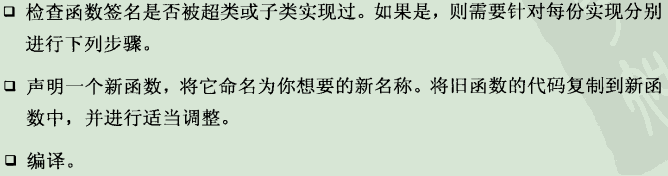 ❑ 检查函数签名是否被超类或子类实现过。如果是，则需要针对每份实现分别
进行下列步骤。
❑ 声明一个新函数，将它命名为你想要的新名称。将旧函数的代码复制到新函
数中，并进行适当调整。
❑ 编译。